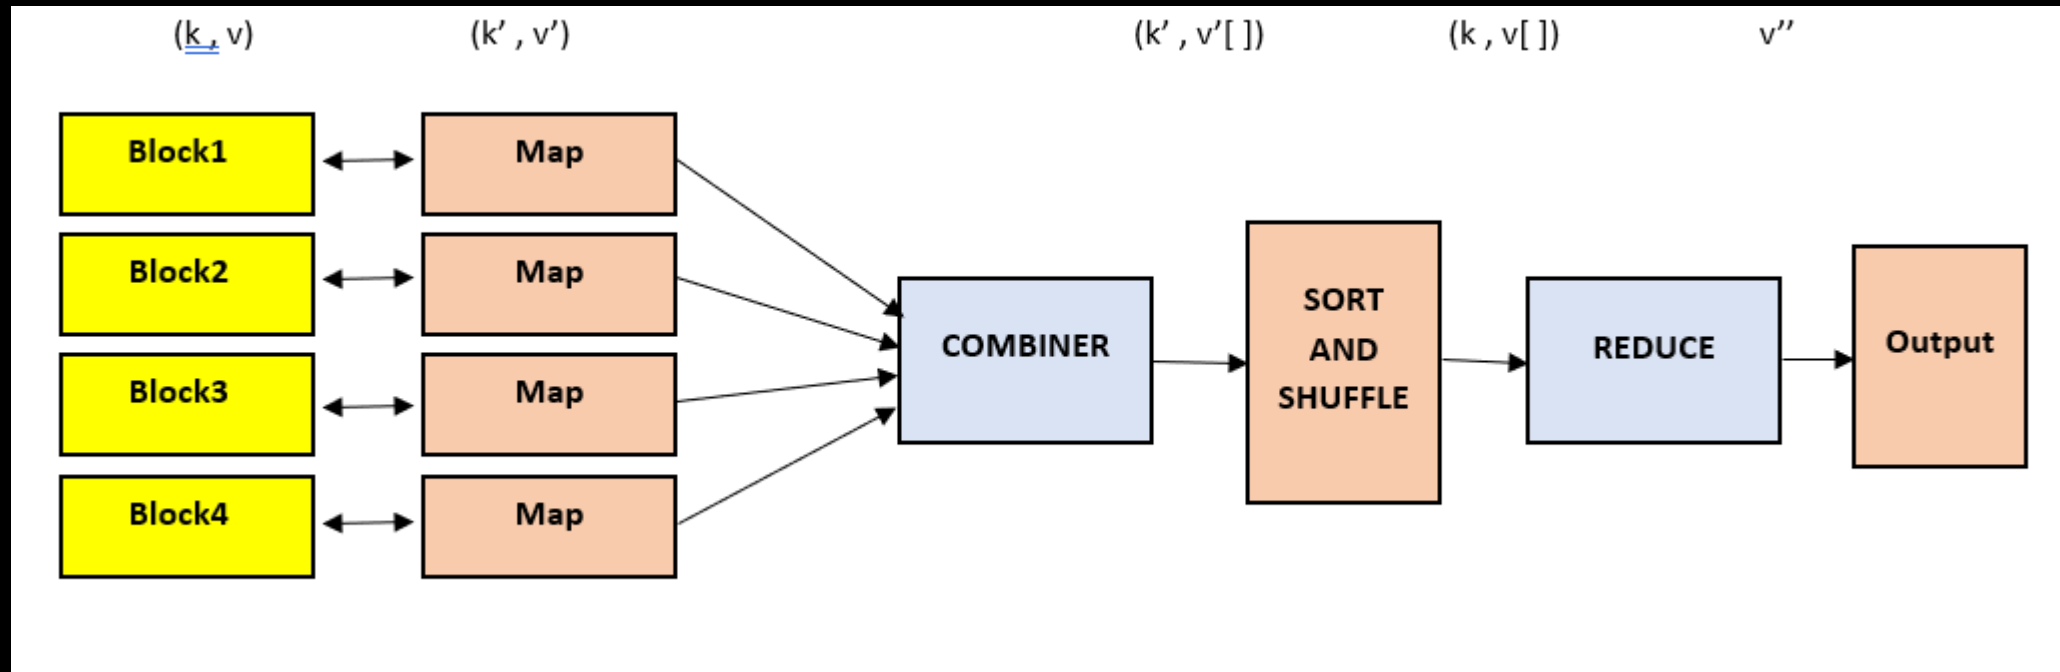 (k , v)
(k’ , v’)
(k’ , v’[ ])
(k , v[ ])
v’’
Block1
Map
Block2
Map
Block3
Map
Block4
Map
COMBINER
SORT
AND
SHUFFLE
REDUCE
Output